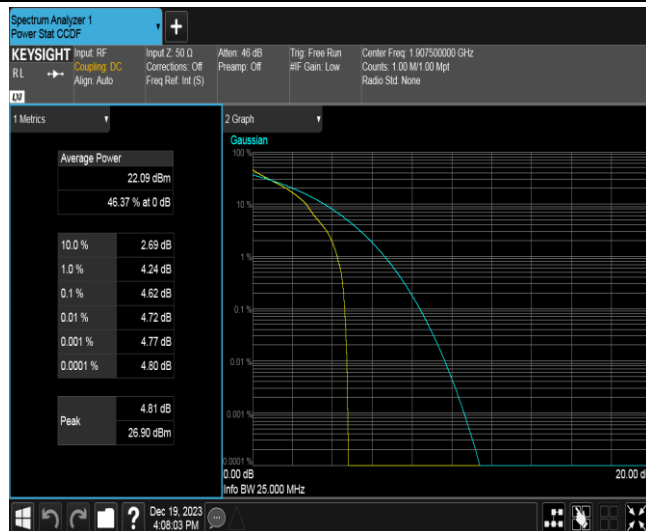 Spectrum Analyzer 1
Power Stat CCDF
+
KEYSIGHT
RL
LXI
Input: RF
Coupling: DC
Align: Auto
Input Z: 50 Ω
Corrections: Off
Freq Ref: Int (S)
Atten: 46 dB
Preamp: Off
Trig: Free Run
#IF Gain: Low
Center Freq: 1.907500000 GHz
Counts: 1.00 M/1.00 Mpt
Radio Std: None
1 Metrics
Average Power
22.09 dBm
46.37 % at 0 dB
10.0 % 2.69 dB
1.0 % 4.24 dB
0.1 % 4.62 dB
0.01 % 4.72 dB
0.001 % 4.77 dB
0.0001 % 4.80 dB
Peak
4.81 dB
26.90 dBm
2 Graph
Gaussian
100 %
10 %
1 %
0.1 %
0.01 %
0.001 %
0.0001 %
0.00 dB
20.00 d
Info BW 25.000 MHz
?
Dec 19, 2023
4:08:03 PM